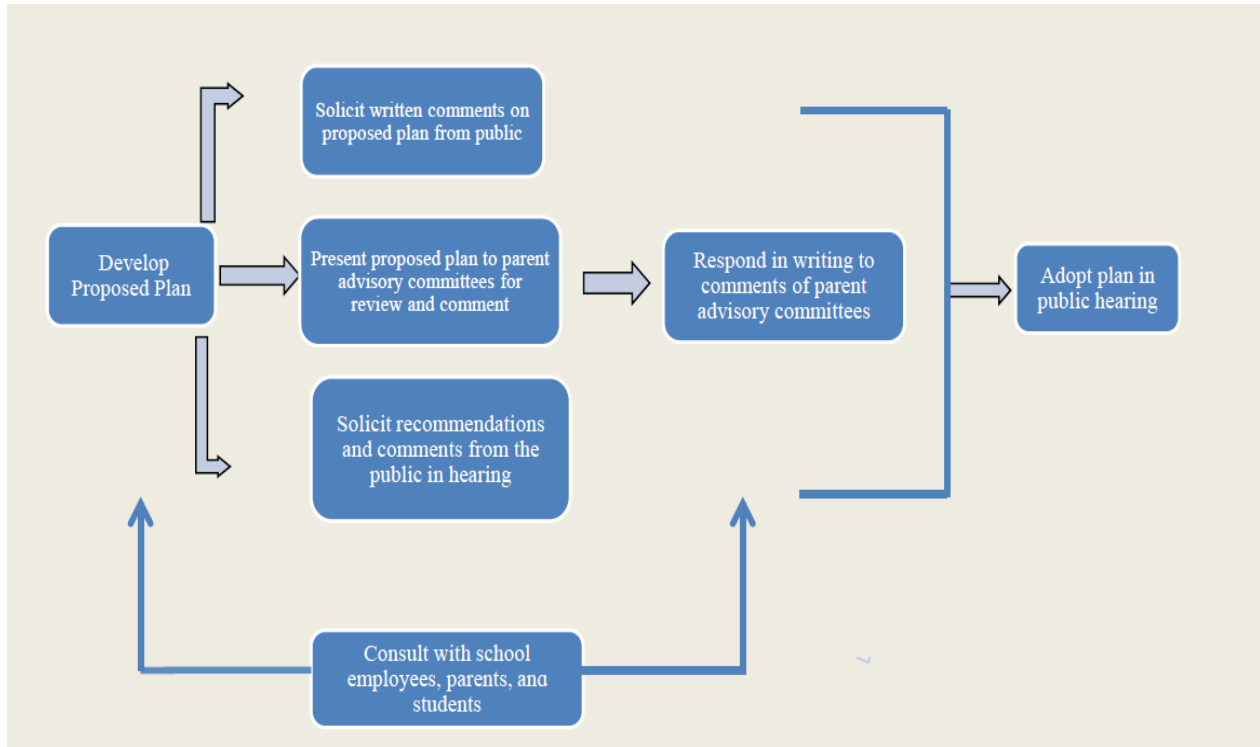 Solicit written comments on
proposed plan from public
Develop
Proposed Plan
Present proposed plan to parent
advisory committees for
review and comment
Respond in writing to
comments of parent
advisory committees
Adopt plan in
public hearing
Solicit recommendations
and comments from the
public in hearing
Consult with school
employees, parents, and
students